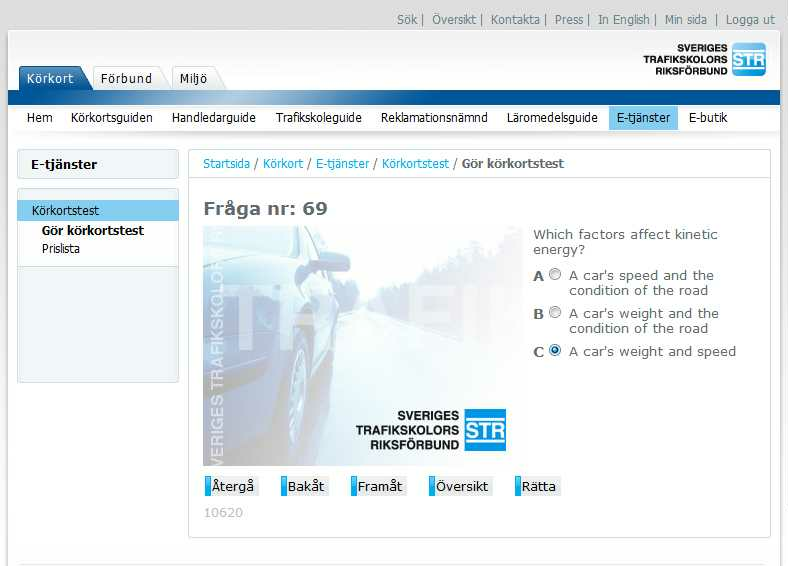 Sök | Översikt | Kontakta | Press | In English | Min sida | Logga ut
SVERIGES
TRAFIKSKOLORS
RIKSFÖRBUND
STR
Körkort Förbund Miljö
Hem Körkortsguiden Handledarguide Trafikskoleguide Reklamationsnämnd Läromedelsguide E-tjänster E-butik
E-tjänster
Körkortstest
Gör körkortstest
Prislista
Startsida / Körkort / E-tjänster / Körkortstest / Gör körkortstest
Fråga nr: 69
SVERIGES TRAFIKSKOLOR
TRAFIK
SVERIGES
TRAFIKSKOLORS
RIKSFÖRBUND
STR
Which factors affect kinetic
energy?
A A car's speed and the
condition of the road
B A car's weight and the
condition of the road
C A car's weight and speed
Återgå Bakåt Framåt Översikt Rätta
10620